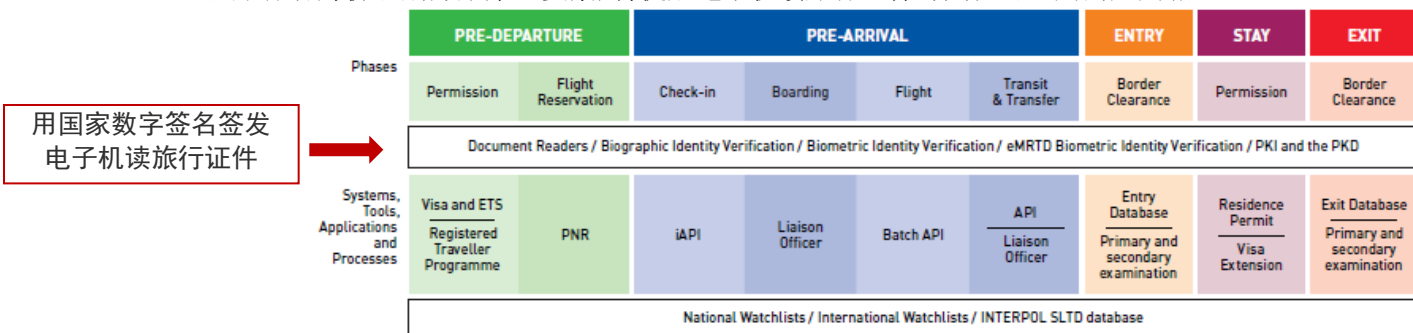 PRE-DEPARTURE
PRE-ARRIVAL
ENTRY
STAY
EXIT
Phases
Permission
Flight
Reservation
Check-in
Boarding
Flight
Transit
& Transfer
Border
Clearance
Permission
Border
Clearance
用国家数字签名签发
电子机读旅行证件
Document Readers / Biographic Identity Verification / Biometric Identity Verification / eMRTD Biometric Identity Verification / PKI and the PKD
Systems,
Tools,
Applications
and
Processes
Visa and ETS
Registered
Traveller
Programme
PNR
iAPI
Liaison
Officer
Batch API
API
Liaison
Officer
Entry
Database
Primary and
secondary
examination
Residence
Permit
Visa
Extension
Exit Database
Primary and
secondary
examination
National Watchlists / International Watchlists / INTERPOL SLTD database